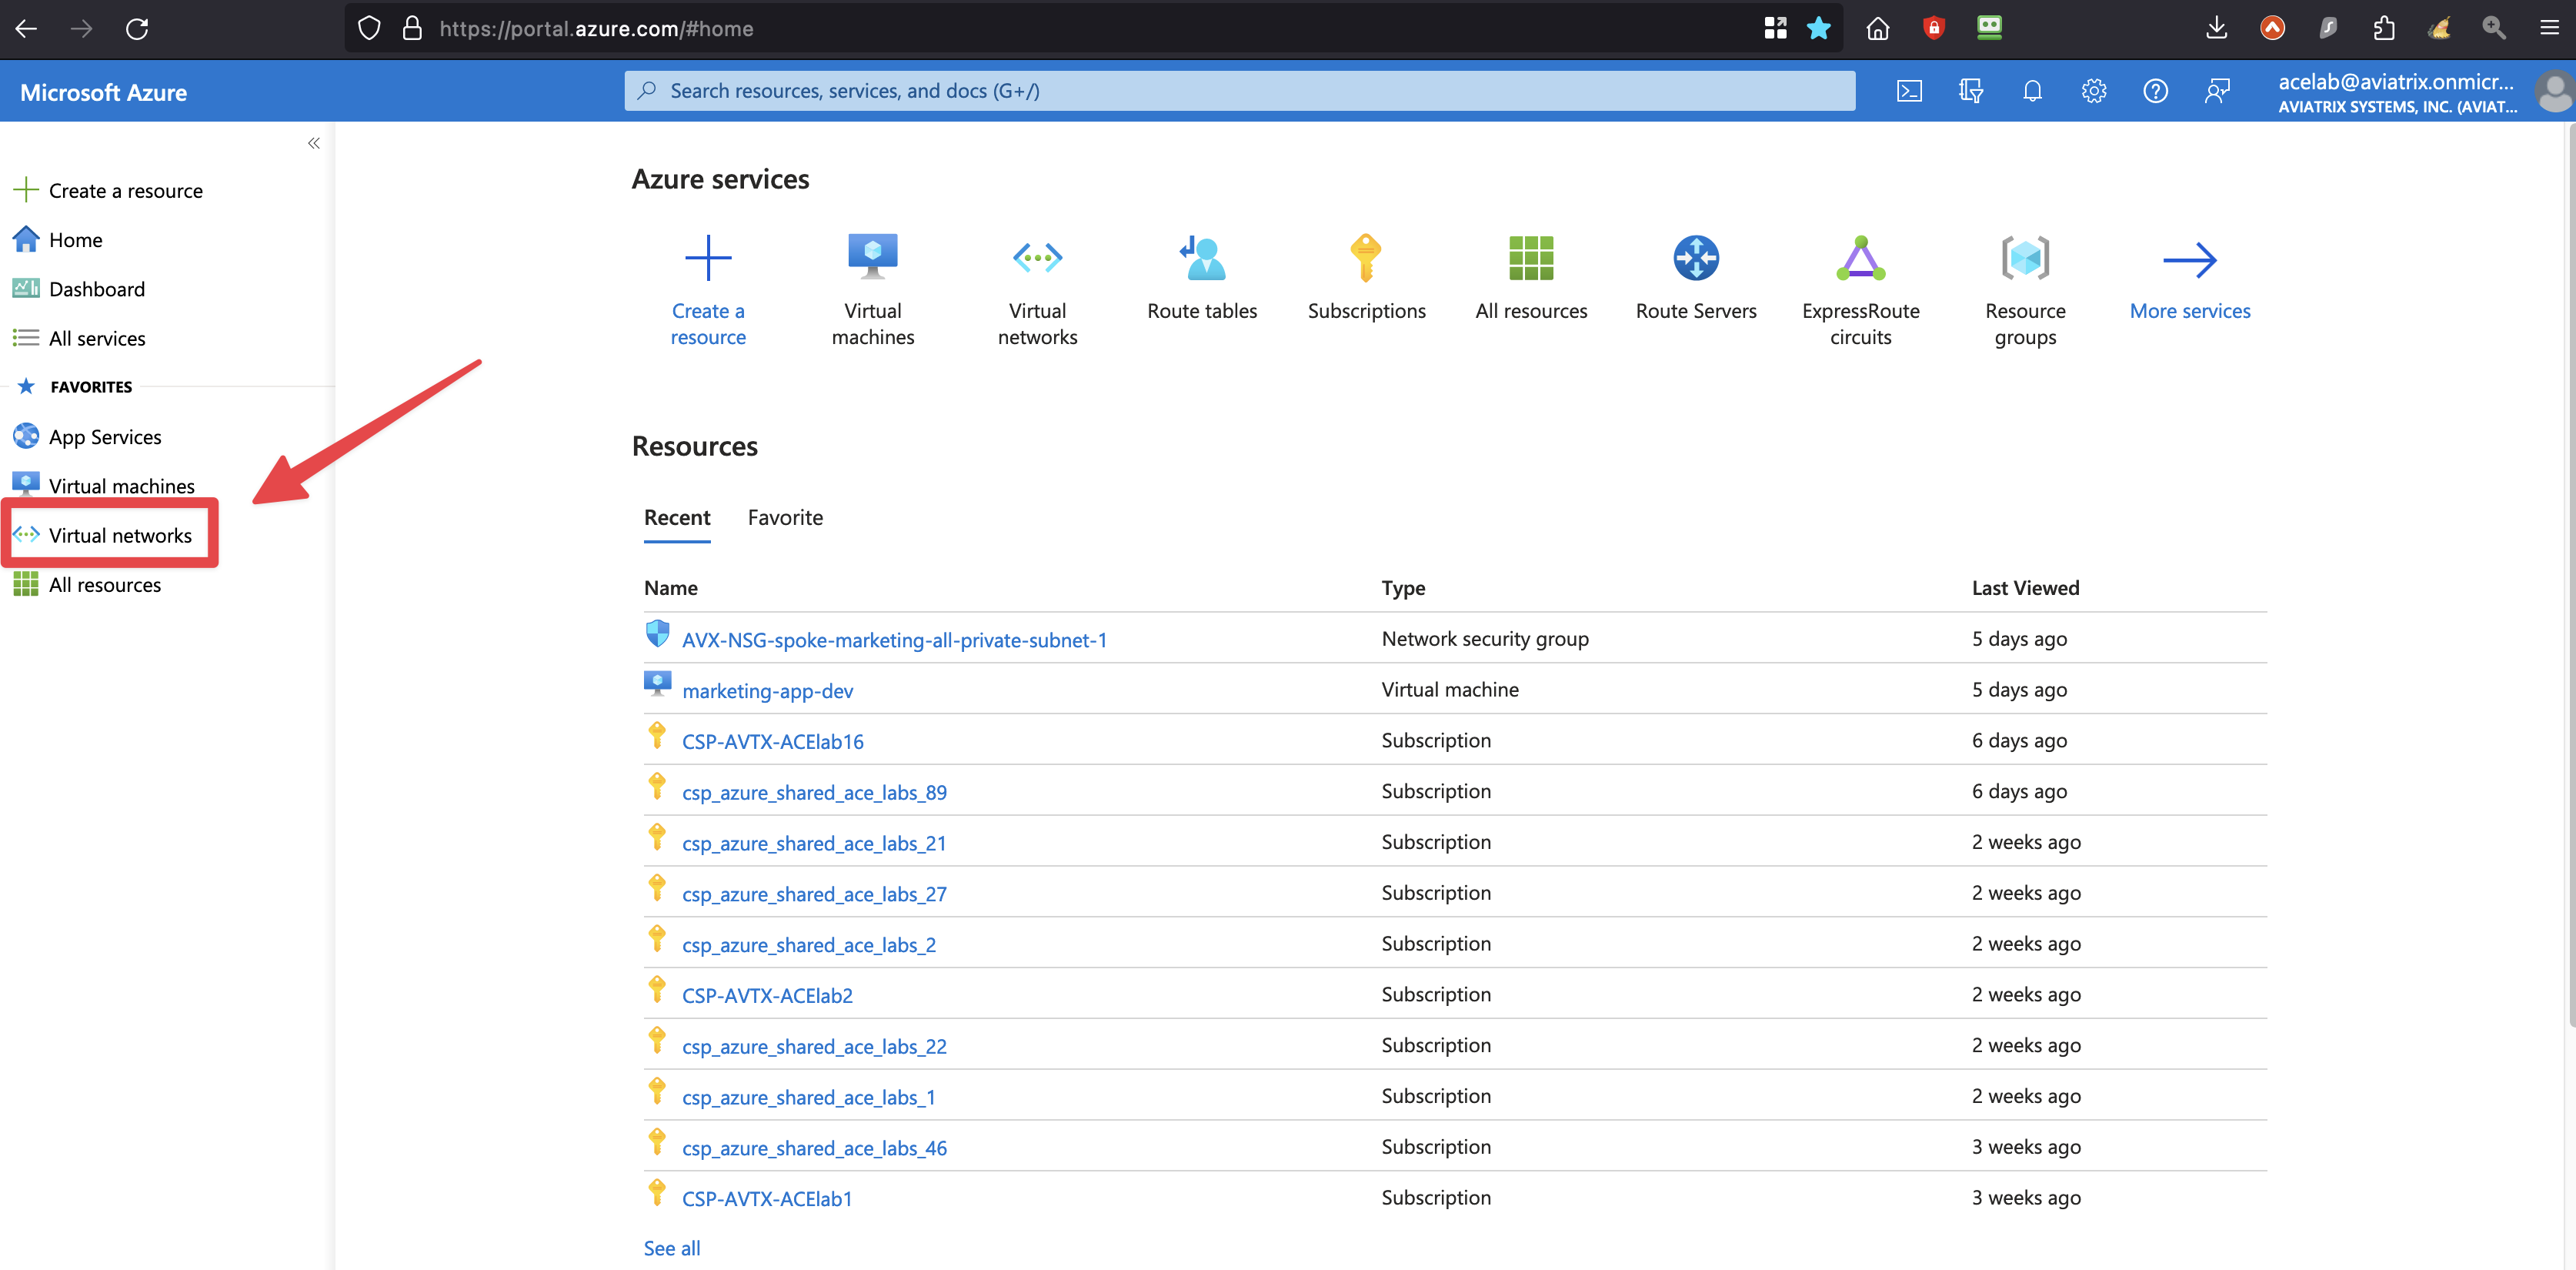 https://portal.azure.com/#home
Microsoft Azure
Search resources, services, and docs (G+/)
acelab@aviatrix.onmicr...
AVIATRIX SYSTEMS, INC. (AVIAT...
Create a resource
Home
Dashboard
All services
FAVORITES
App Services
Virtual machines
Virtual networks
All resources
Azure services
Create a resource
Virtual machines
Virtual networks
Route tables
Subscriptions
All resources
Route Servers
ExpressRoute circuits
Resource groups
More services
Resources
Recent Favorite
Name Type Last Viewed
AVX-NSG-spoke-marketing-all-private-subnet-1 Network security group 5 days ago
marketing-app-dev Virtual machine 5 days ago
CSP-AVTX-ACElab16 Subscription 6 days ago
csp_azure_shared_ace_labs_89 Subscription 6 days ago
csp_azure_shared_ace_labs_21 Subscription 2 weeks ago
csp_azure_shared_ace_labs_27 Subscription 2 weeks ago
csp_azure_shared_ace_labs_2 Subscription 2 weeks ago
CSP-AVTX-ACElab2 Subscription 2 weeks ago
csp_azure_shared_ace_labs_22 Subscription 2 weeks ago
csp_azure_shared_ace_labs_1 Subscription 2 weeks ago
csp_azure_shared_ace_labs_46 Subscription 3 weeks ago
CSP-AVTX-ACElab1 Subscription 3 weeks ago
See all